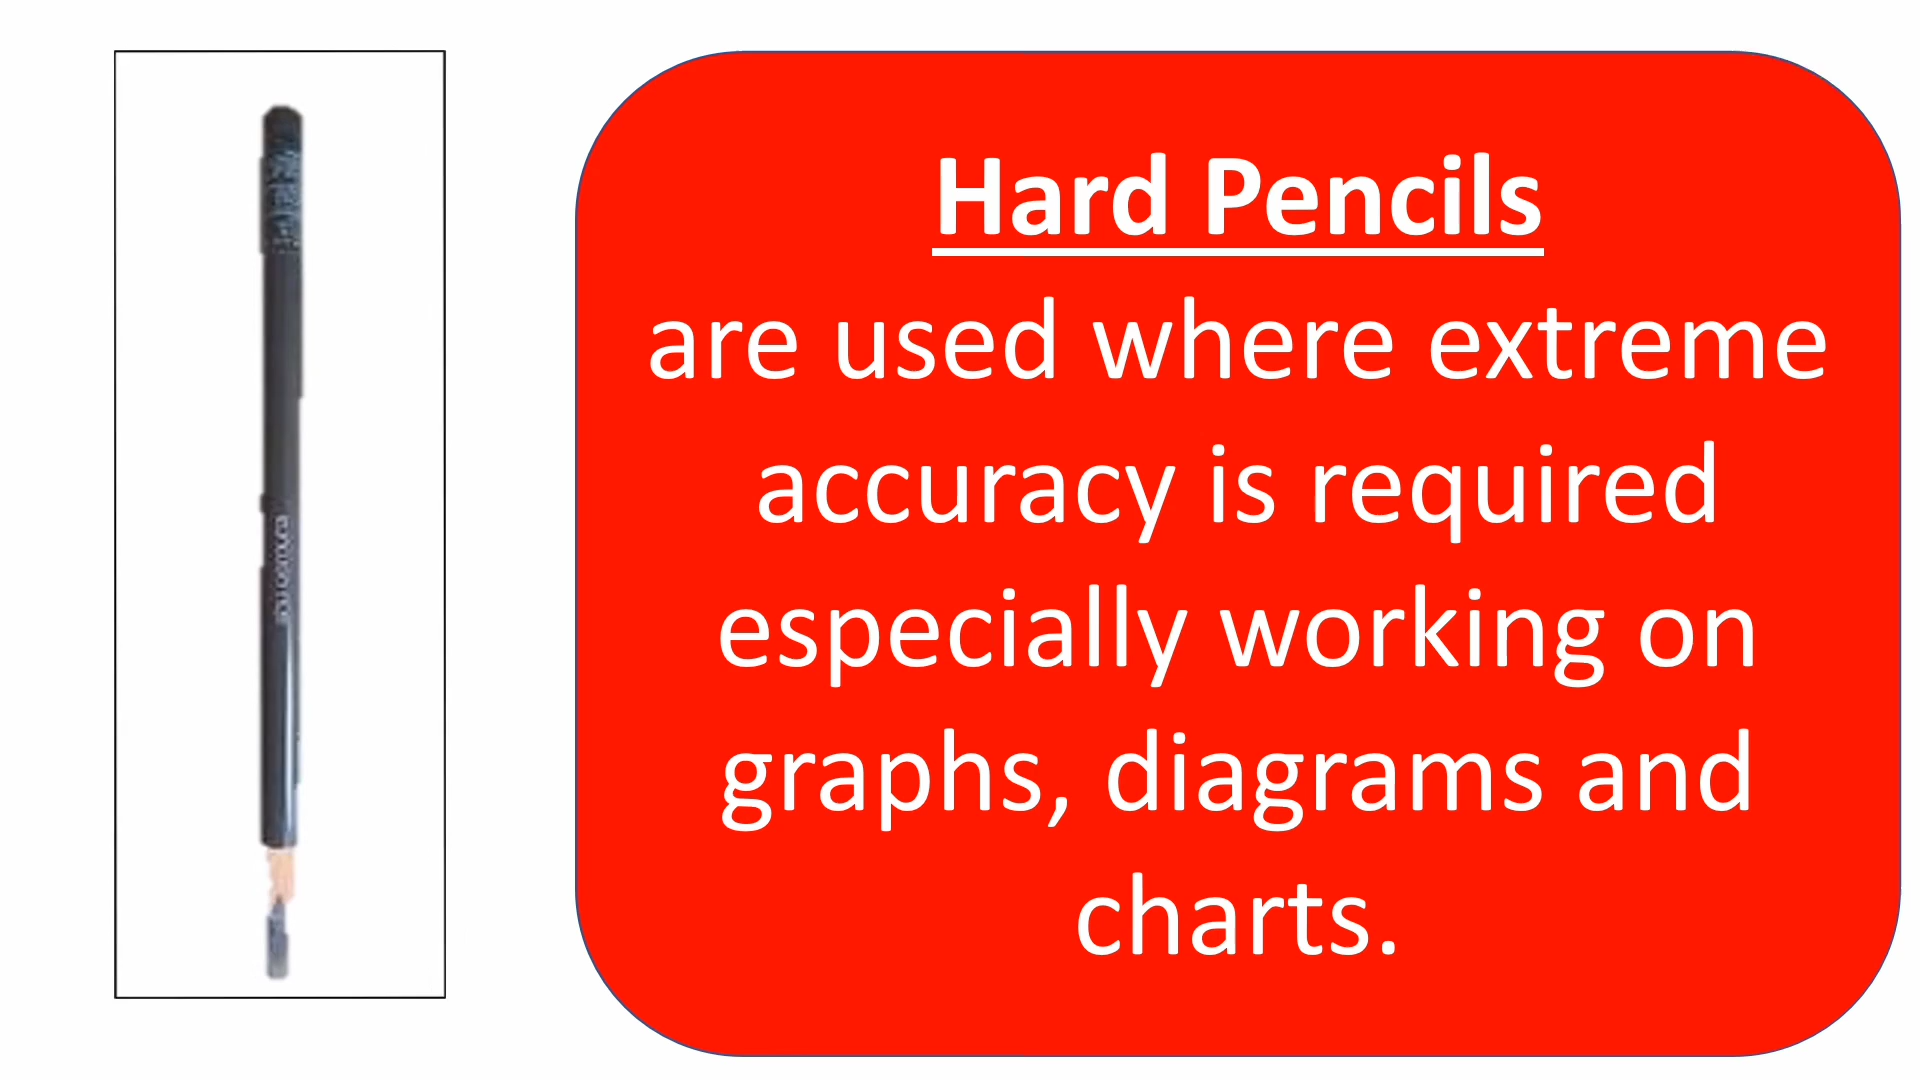 Hard Pencils
are used where extreme
accuracy is required
especially working on
graphs, diagrams and
charts.